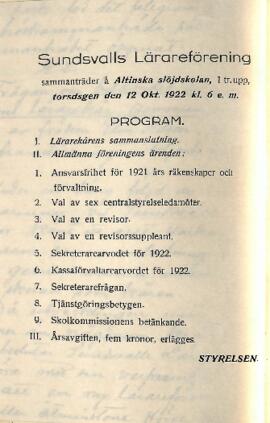 Sundsvalls Lärareförening
sammanträder å Altinska slöjdskolan, 1 tr.upp,
torsdsgen den 12 Okt. 1922 kl. 6 e. m.
PROGRAM.
I. Lärarekårens sammanslutning.
II. Allmänna föreningens ärenden:
1. Ansvarsfrihet för 1921 års räkenskaper och
förvaltning.
2. Val av sex centralstyrelseledamöter.
3. Val av en revisor.
4. Val av en revisorssuppleant.
5. Sekreterarearvodet för 1922.
6. Kassaförvaltarearvodet för 1922.
7. Sekreterarefrågan.
8. Tjänstgöringsbetygen.
9. Skolkommissionens betänkande.
III. Årsavgiften, fem kronor, erlägges.
STYRELSEN.